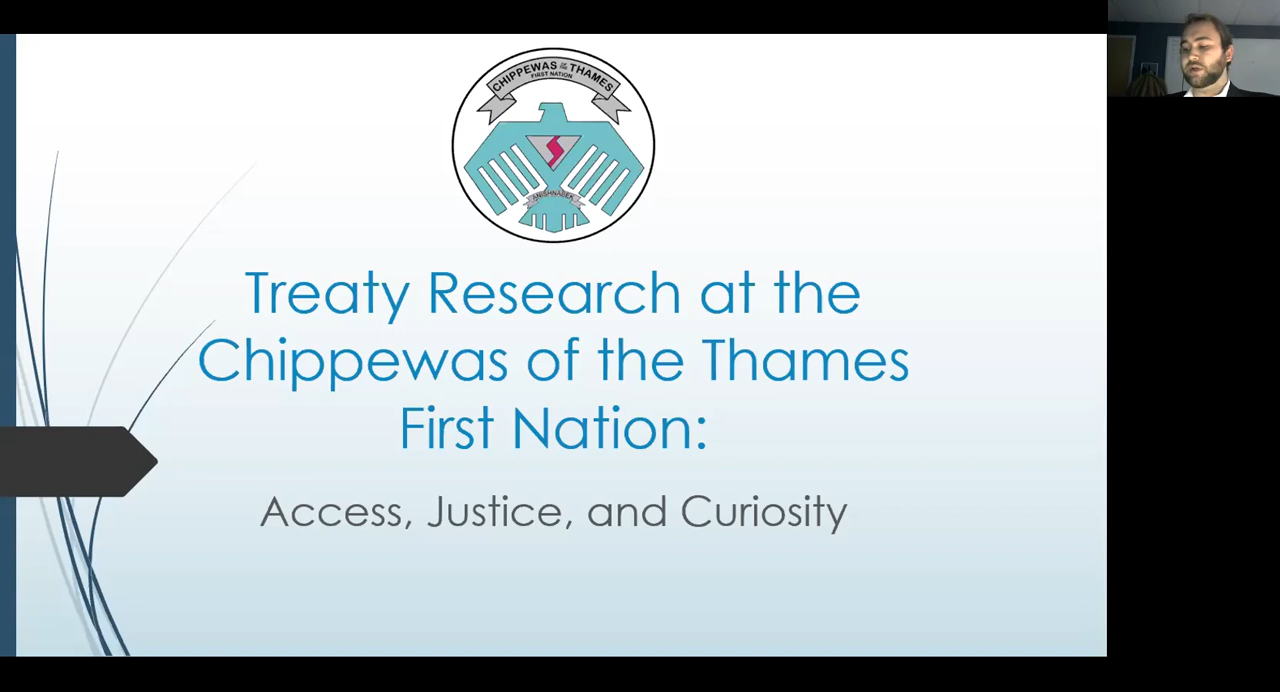 CHIPPEWAS OF THE THAMES
FIRST NATION
ANISHNABEK
Treaty Research at the
Chippewas of the Thames
First Nation:
Access, Justice, and Curiosity